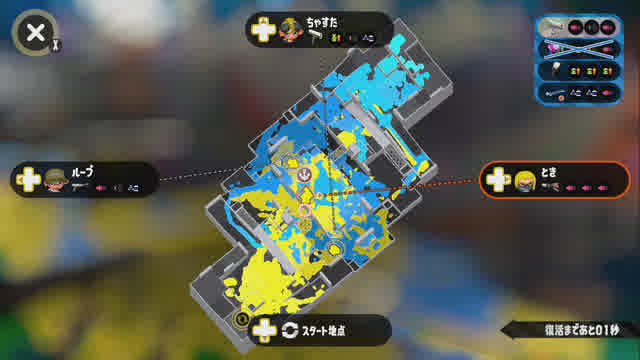 ちゃすた
ループ
とき
スタート地点
復活まであと01秒